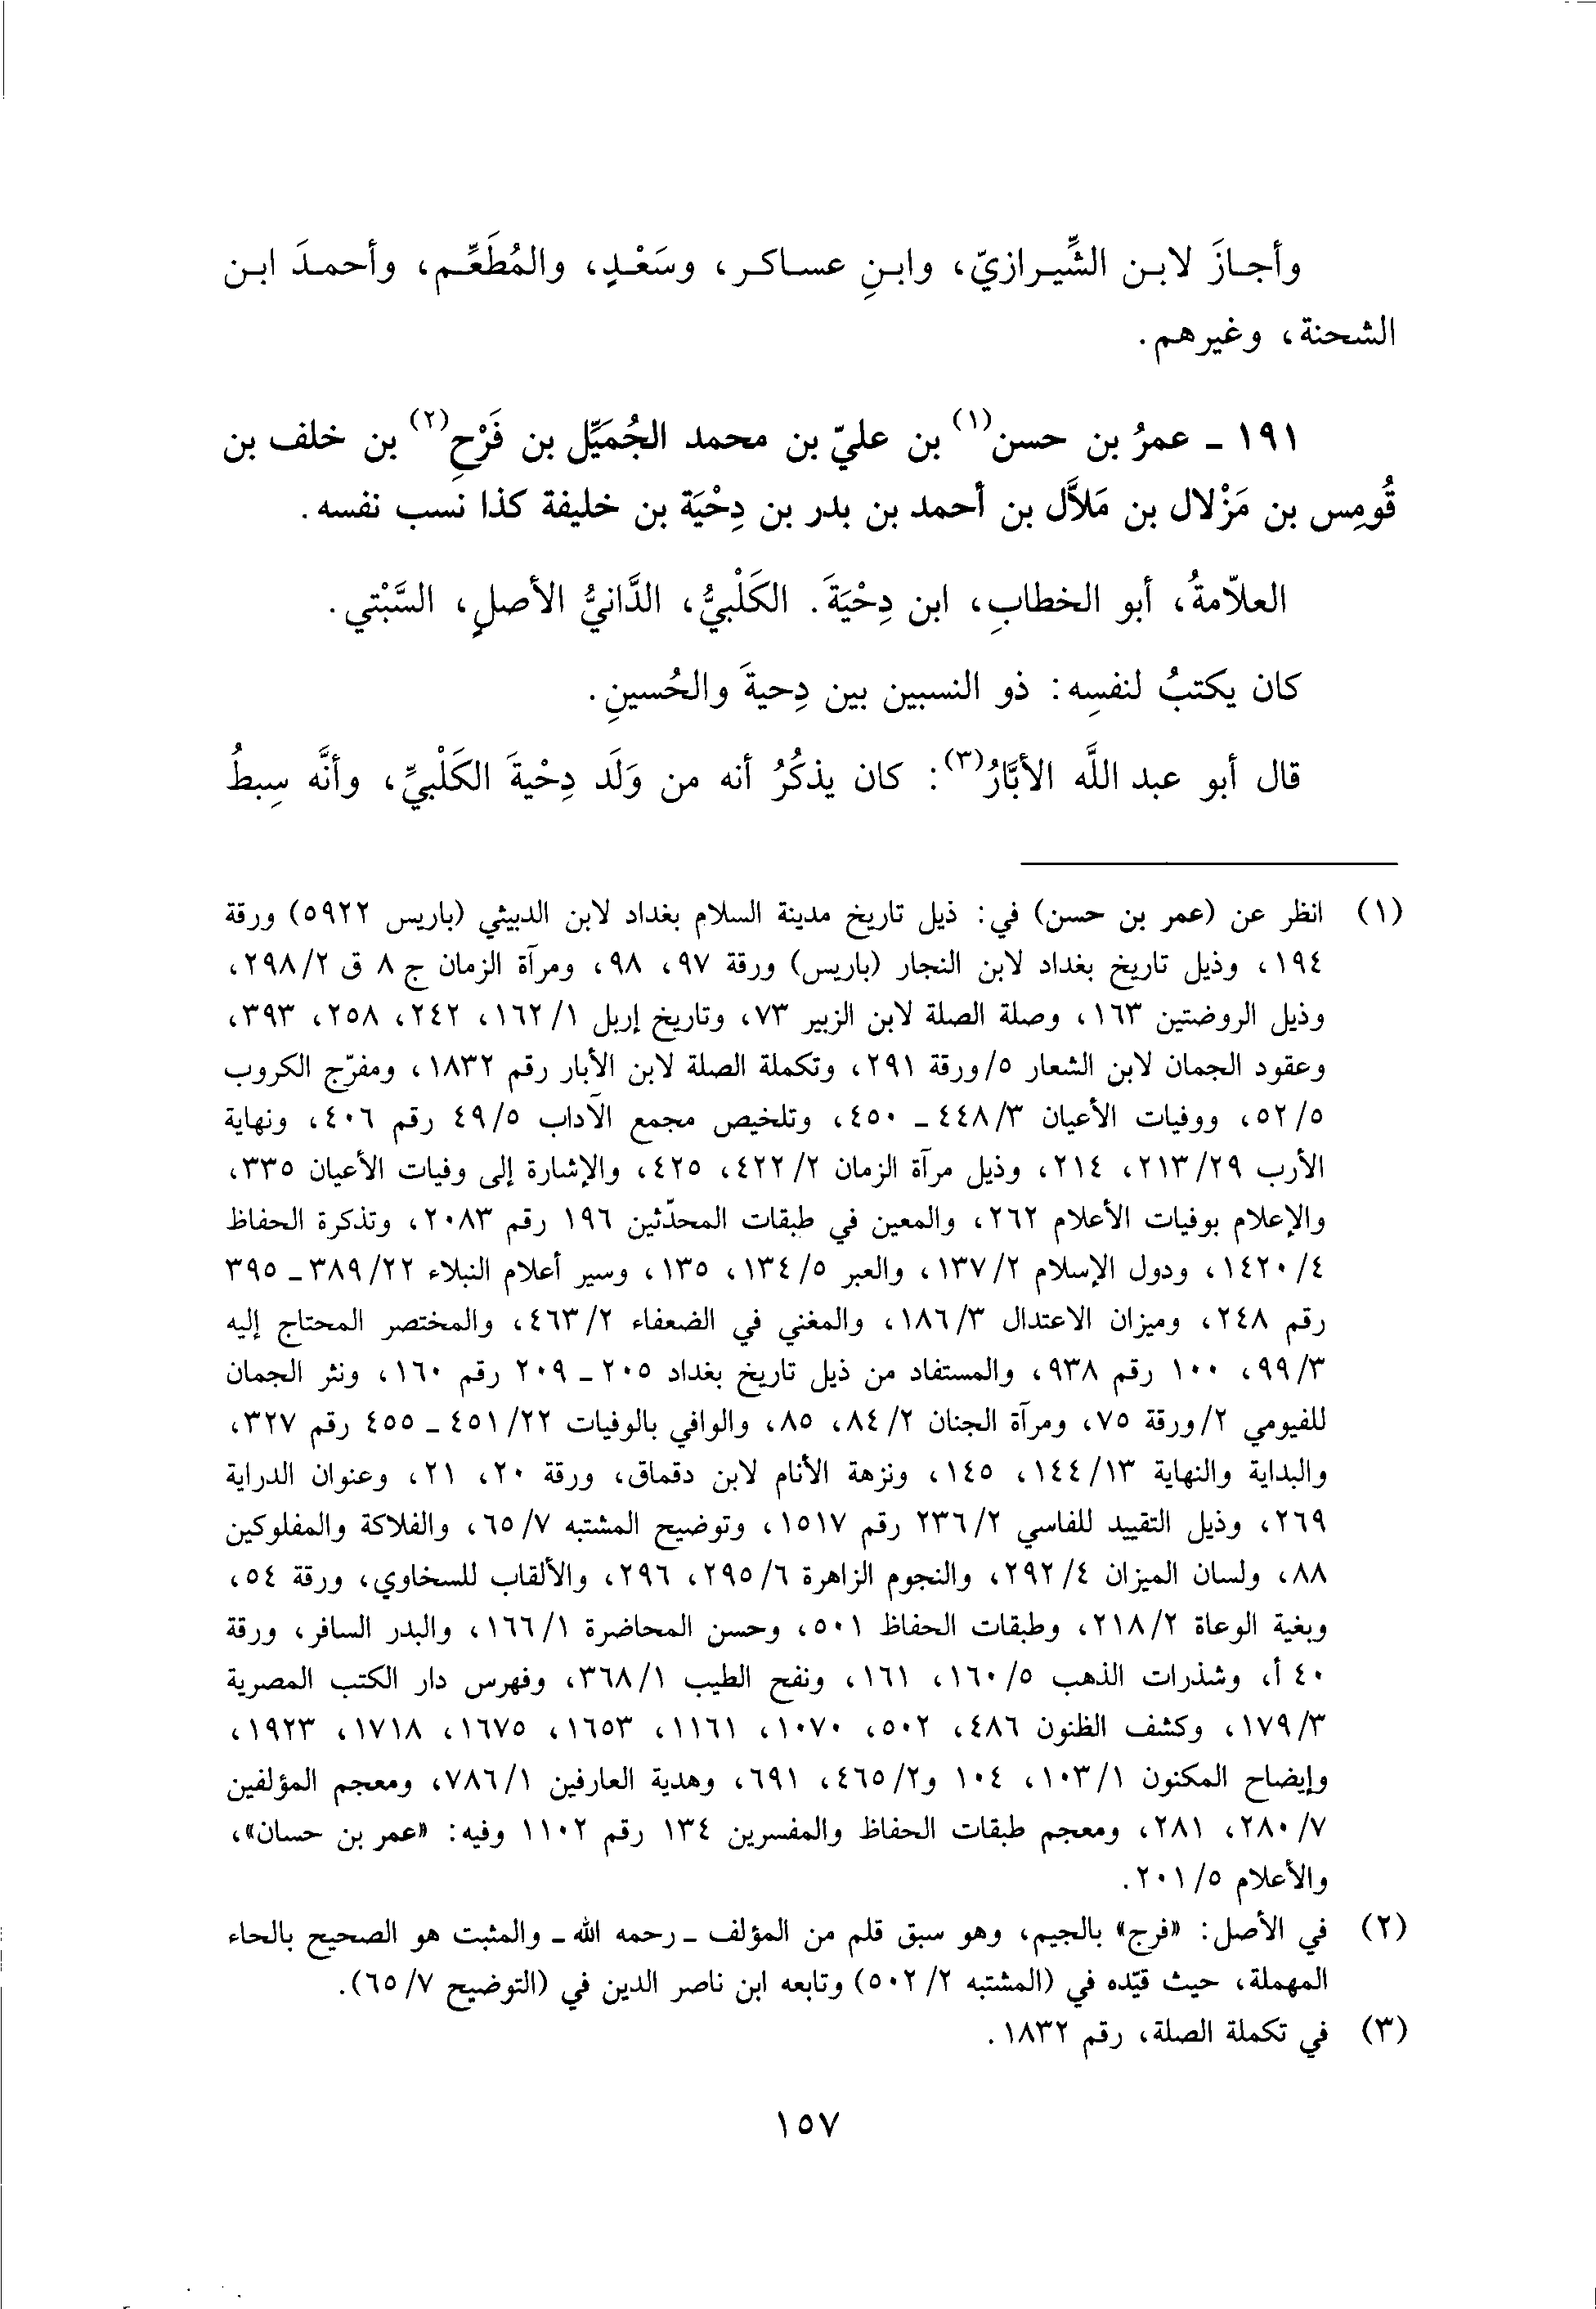 وأجازَ لابن الشِّيرازيّ، وابنِ عساكر، وسَعْدٍ، والمُطَعِّم، وأحمدَ ابن
الشحنة، وغيرهم.
١٩١ ـ عمرُ بن حسن(١) بن عليّ بن محمد الجُمَيِّل بن فَرْحِ(٢) بن خلف بن
قُومِس بن مَزْلال بن مَلاَّل بن أحمد بن بدر بن دِحْيَة بن خليفة كذا نسب نفسه.
العلاّمةُ، أبو الخطابِ، ابن دِحْيَةَ. الكَلْبيُّ، الدَّانيُّ الأصلِ، السَّبْتي.
كان يكتبُ لنفسِه: ذو النسبين بين دِحيةَ والحُسينِ.
قال أبو عبد اللَّه الأبَّارُ(٣): كان يذكُرُ أنه من وَلَد دِحْيةَ الكَلْبيِّ، وأنَّه سِبطُ
(١) انظر عن (عمر بن حسن) في: ذيل تاريخ مدينة السلام بغداد لابن الدبيثي (باريس ٥٩٢٢) ورقة
١٩٤، وذيل تاريخ بغداد لابن النجار (باريس) ورقة ٩٧، ٩٨، ومرآة الزمان ج ٨ ق ٢/ ٢٩٨،
وذيل الروضتين ١٦٣، وصلة الصلة لابن الزبير ٧٣، وتاريخ إربل ١/ ١٦٢، ٢٤٢، ٢٥٨، ٣٩٣،
وعقود الجمان لابن الشعار ٥/ ورقة ٢٩١، وتكملة الصلة لابن الأبار رقم ١٨٣٢، ومفرّج الكروب
٥/ ٥٢، ووفيات الأعيان ٣/ ٤٤٨ ـ ٤٥٠، وتلخيص مجمع الآداب ٥/ ٤٩ رقم ٤٠٦، ونهاية
الأرب ٢٩/ ٢١٣، ٢١٤، وذيل مرآة الزمان ٢/ ٤٢٢، ٤٢٥، والإشارة إلى وفيات الأعيان ٣٣٥،
والإعلام بوفيات الأعلام ٢٦٢، والمعين في طبقات المحدّثين ١٩٦ رقم ٢٠٨٣، وتذكرة الحفاظ
٤/ ١٤٢٠، ودول الإسلام ٢/ ١٣٧، والعبر ٥/ ١٣٤، ١٣٥، وسير أعلام النبلاء ٢٢/ ٣٨٩ ـ ٣٩٥
رقم ٢٤٨، وميزان الاعتدال ٣/ ١٨٦، والمغني في الضعفاء ٢/ ٤٦٣، والمختصر المحتاج إليه
٣/ ٩٩، ١٠٠ رقم ٩٣٨، والمستفاد من ذيل تاريخ بغداد ٢٠٥ ـ ٢٠٩ رقم ١٦٠، ونثر الجمان
للفيومي ٢/ ورقة ٧٥، ومرآة الجنان ٢/ ٨٤، ٨٥، والوافي بالوفيات ٢٢/ ٤٥١ ـ ٤٥٥ رقم ٣٢٧،
والبداية والنهاية ١٣/ ١٤٤، ١٤٥، ونزهة الأنام لابن دقماق، ورقة ٢٠، ٢١، وعنوان الدراية
٢٦٩، وذيل التقييد للفاسي ٢/ ٢٣٦ رقم ١٥١٧، وتوضيح المشتبه ٧/ ٦٥، والفلاكة والمفلوكين
٨٨، ولسان الميزان ٤/ ٢٩٢، والنجوم الزاهرة ٦/ ٢٩٥، ٢٩٦، والألقاب للسخاوي، ورقة ٥٤،
وبغية الوعاة ٢/ ٢١٨، وطبقات الحفاظ ٥٠١، وحسن المحاضرة ١/ ١٦٦، والبدر السافر، ورقة
٤٠ أ، وشذرات الذهب ٥/ ١٦٠، ١٦١، ونفح الطيب ١/ ٣٦٨، وفهرس دار الكتب المصرية
٣/ ١٧٩، وكشف الظنون ٤٨٦، ٥٠٢، ١٠٧٠، ١١٦١، ١٦٥٣، ١٦٧٥، ١٧١٨، ١٩٢٣،
وإيضاح المكنون ١/ ١٠٣، ١٠٤ و٢/ ٤٦٥، ٦٩١، وهدية العارفين ١/ ٧٨٦، ومعجم المؤلفين
٧/ ٢٨٠، ٢٨١، ومعجم طبقات الحفاظ والمفسرين ١٣٤ رقم ١١٠٢ وفيه: «عمر بن حسان»،
والأعلام ٥/ ٢٠١.
(٢) في الأصل: «فرج» بالجيم، وهو سبق قلم من المؤلف ـ رحمه الله ـ والمثبت هو الصحيح بالحاء
المهملة، حيث قيّده في (المشتبه ٢/ ٥٠٢) وتابعه ابن ناصر الدين في (التوضيح ٧/ ٦٥).
(٣) في تكملة الصلة، رقم ١٨٣٢.
١٥٧